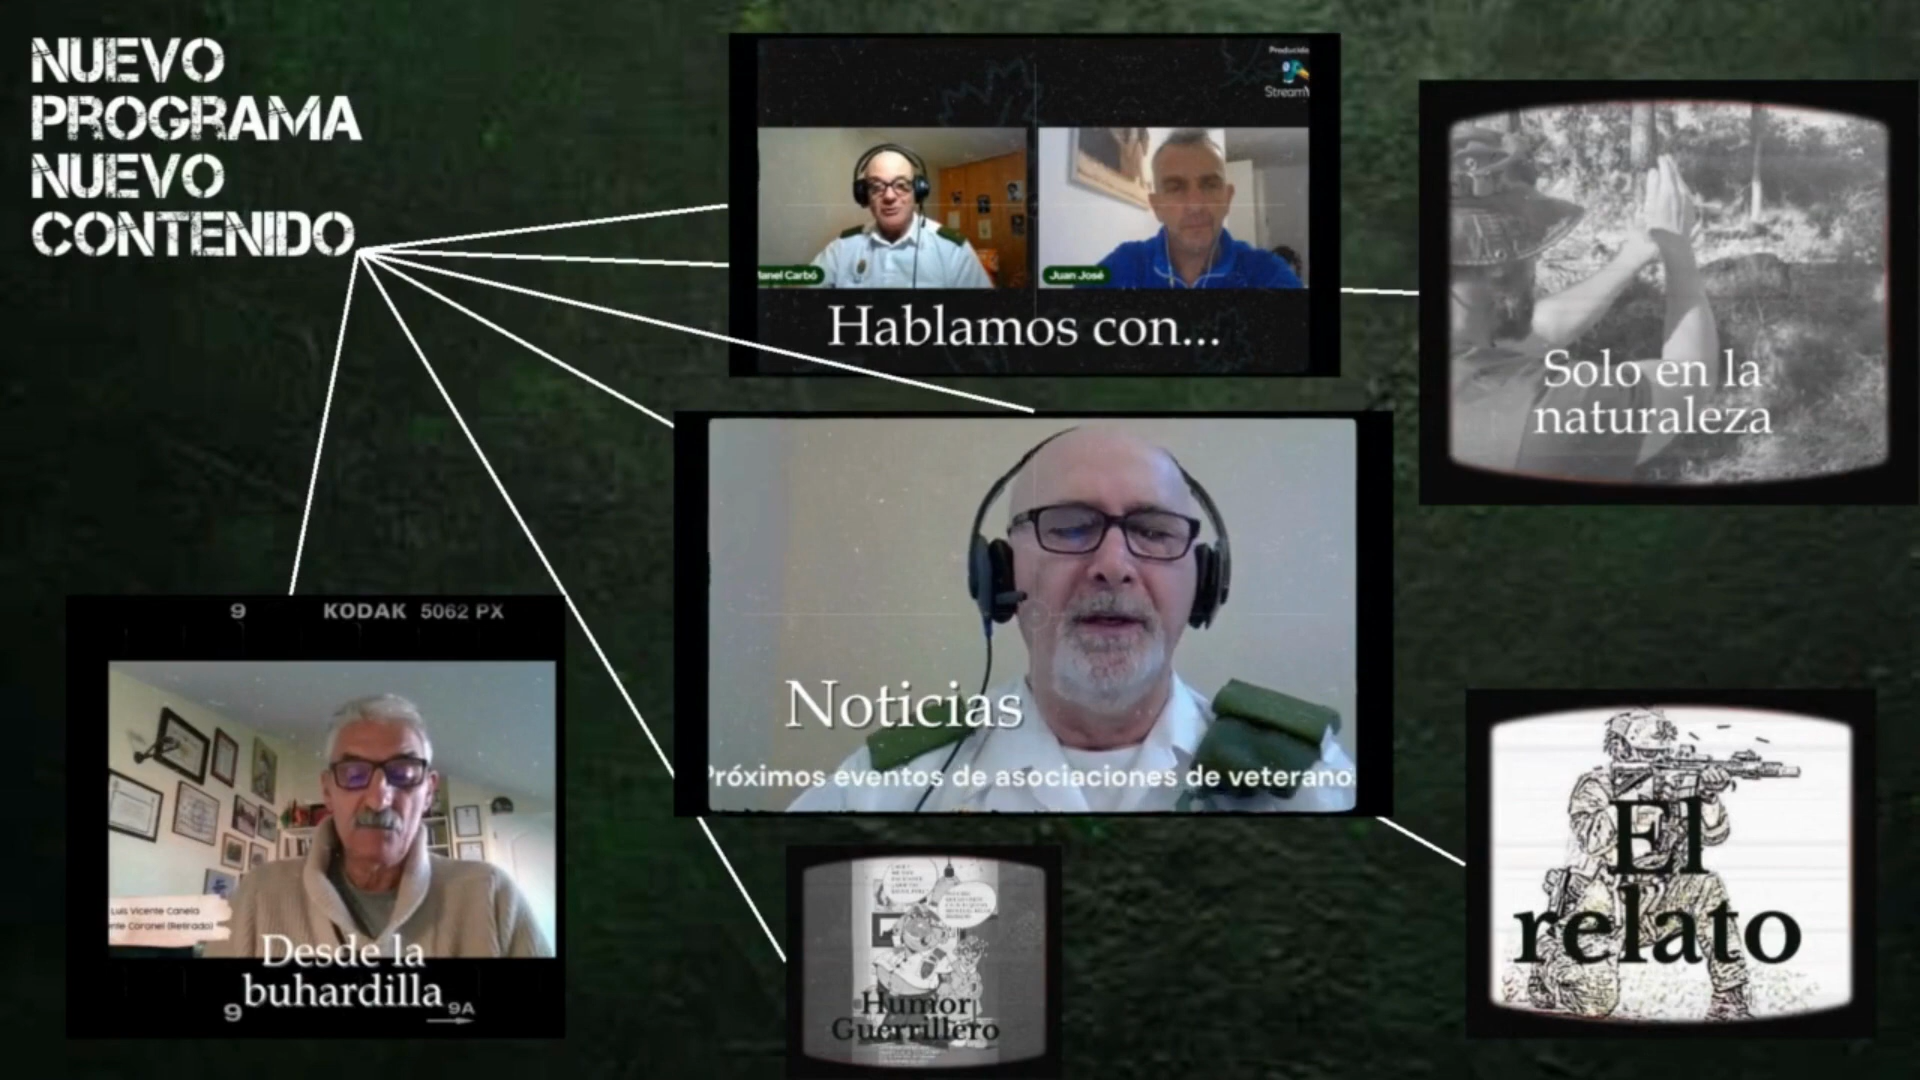 NUEVO
PROGRAMA
NUEVO
CONTENIDO
Producido
Manel Carbó
Juan José
Hablamos con...
Solo en la
naturaleza
Noticias
Próximos eventos de asociaciones de veterano
9 KODAK 5062 PX
Luis Vicente Canela
nte Coronel (Retirado)
Desde la
buhardilla
9 9A
Humor
Guerrillero
El
relato